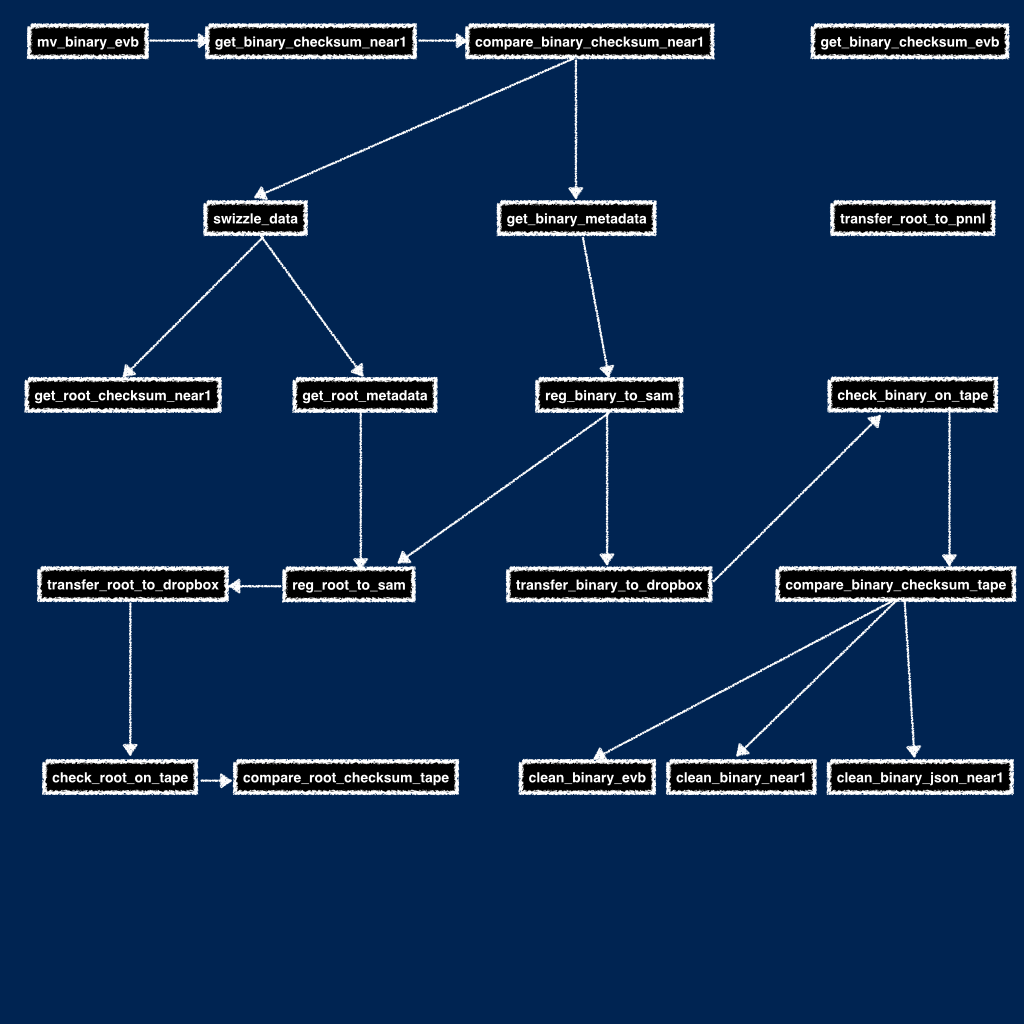 mv_binary_evb
get_binary_checksum_near1
compare_binary_checksum_near1
get_binary_checksum_evb
swizzle_data
get_binary_metadata
transfer_root_to_pnnl
get_root_checksum_near1
get_root_metadata
reg_binary_to_sam
check_binary_on_tape
transfer_root_to_dropbox
reg_root_to_sam
transfer_binary_to_dropbox
compare_binary_checksum_tape
check_root_on_tape
compare_root_checksum_tape
clean_binary_evb
clean_binary_near1
clean_binary_json_near1